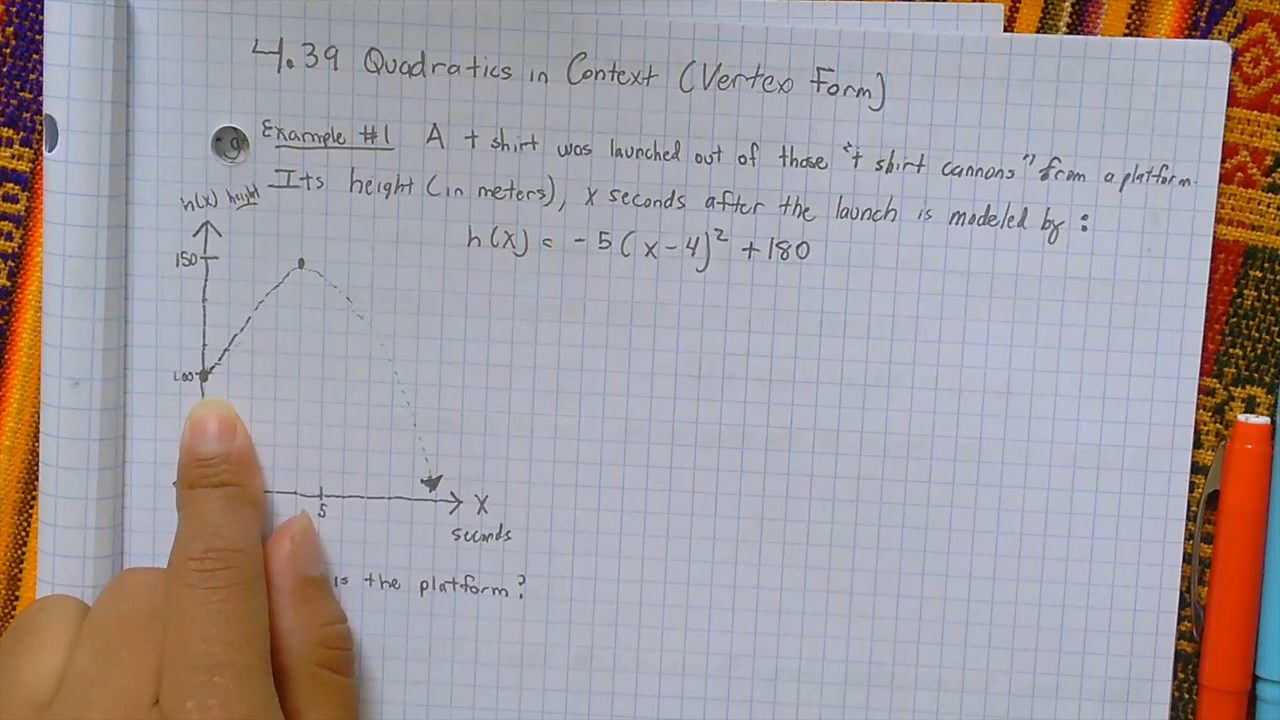 4.39 Quadratics in Context (Vertex Form)
Example #1 A t shirt was launched out of those "t shirt cannons" from a platform.
Its height (in meters), x seconds after the launch is modeled by:
h(x) = -5(x-4)² +180
h(x) height
150
100
5
X
seconds
is the platform?